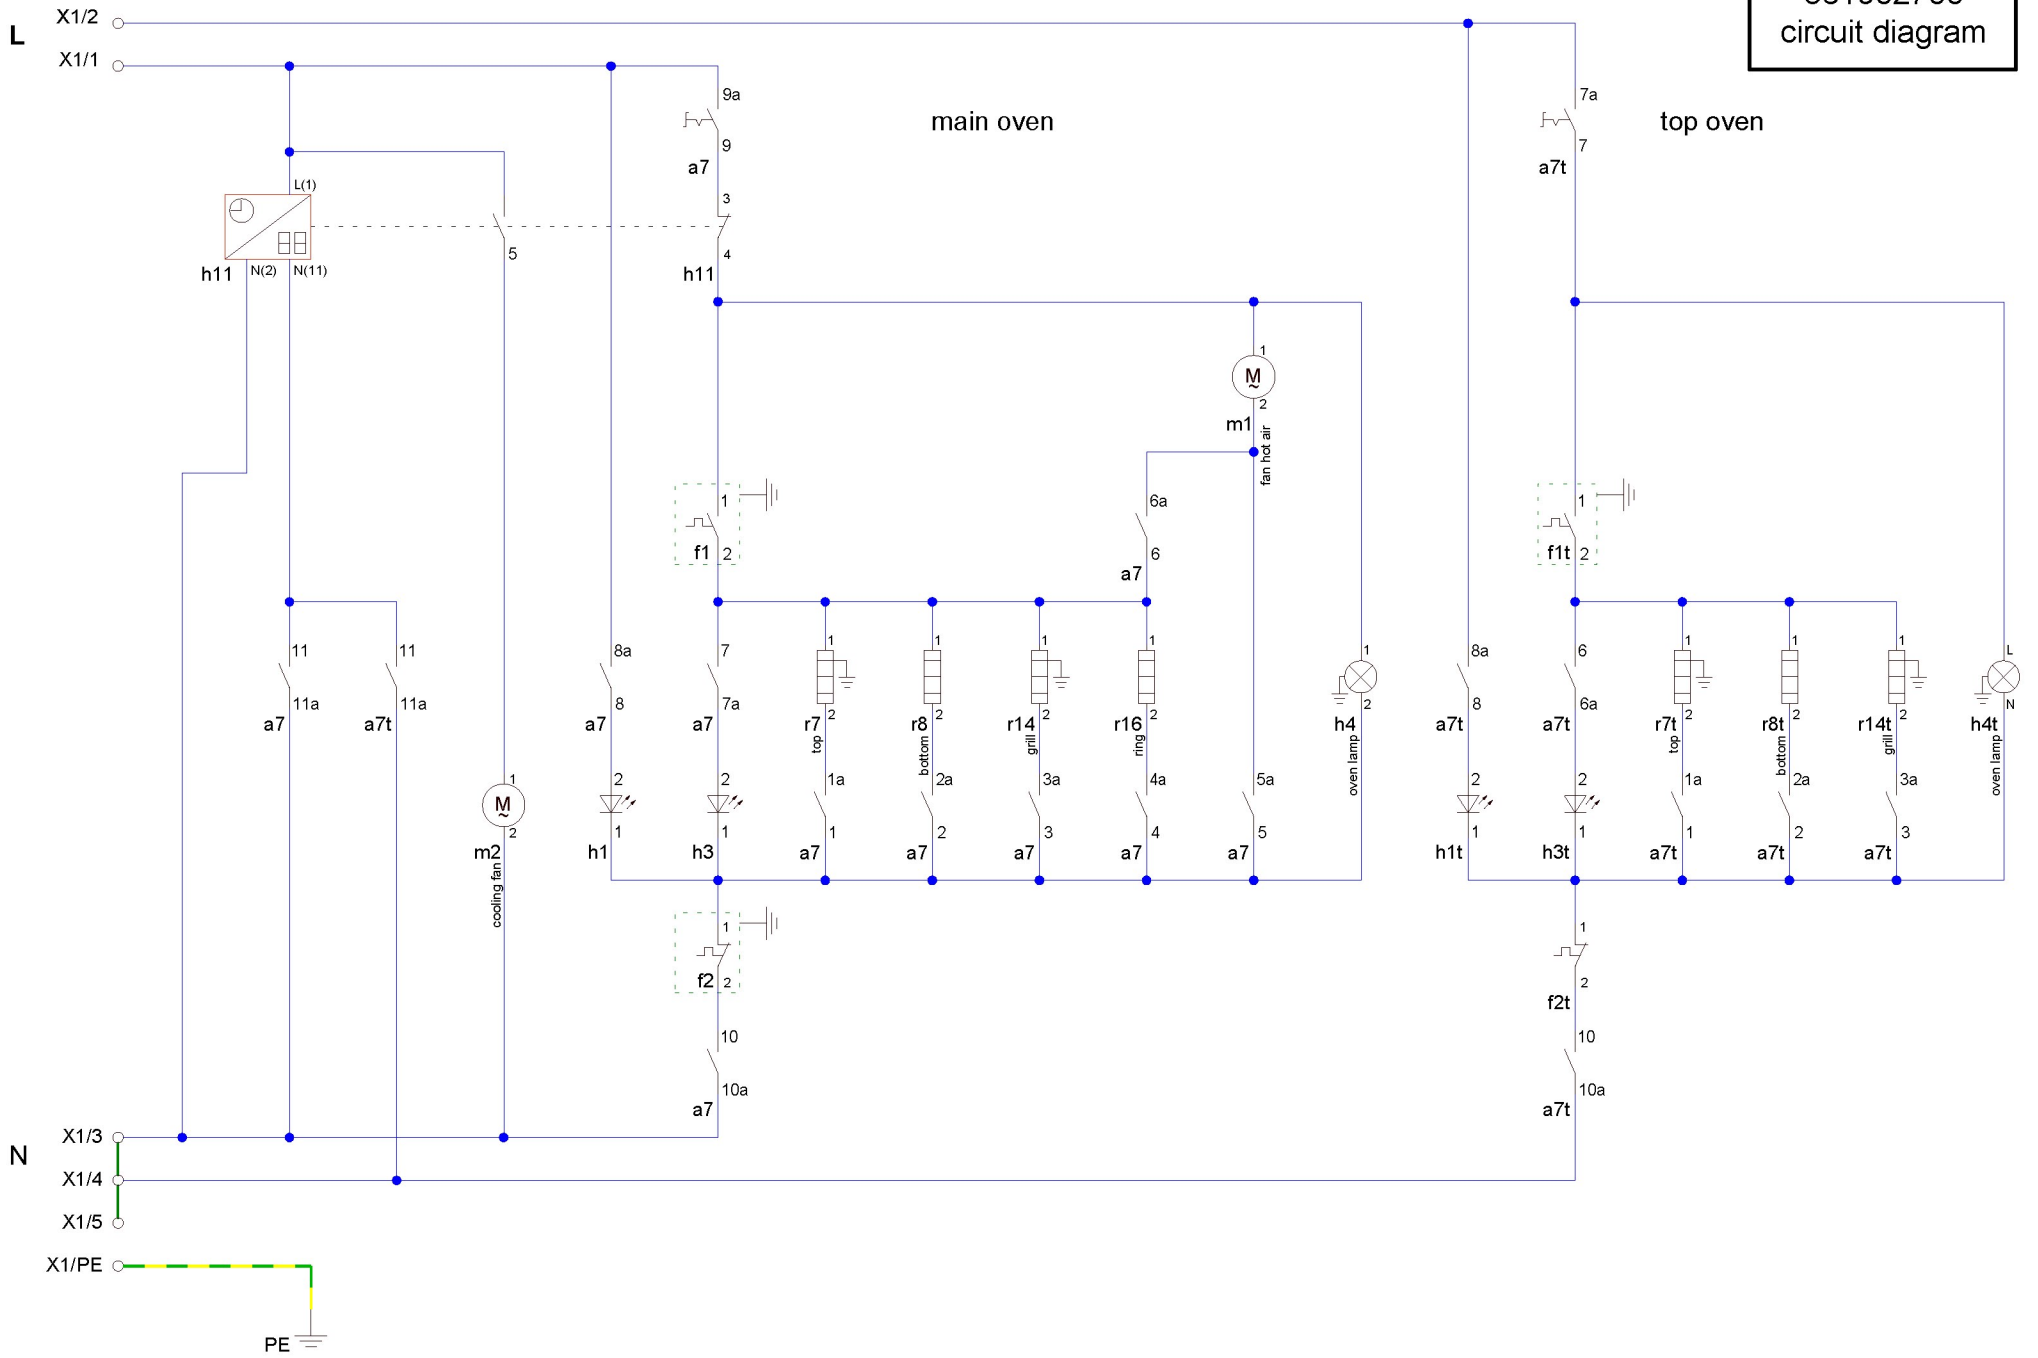 X1/2
L
X1/1
circuit diagram
9a
7a
main oven
top oven
9
7
a7
a7t
L(1)
3
5
4
h11
N(2)
N(11)
h11
1
M
~
2
m1
fan hot air
1
f1
2
6a
6
a7
1
f1t
2
11
11
8a
7
1
1
1
1
1
8a
6
1
1
1
L
11a
11a
8
7a
2
2
2
2
2
8
6a
2
2
2
N
a7
a7t
a7
a7
r7
r8
r14
r16
h4
a7t
a7t
r7t
r8t
r14t
h4t
top
bottom
grill
ring
oven lamp
top
bottom
grill
oven lamp
1
M
~
2
m2
cooling fan
2
2
1a
2a
3a
4a
5a
2
2
1a
2a
3a
1
1
1
2
3
4
5
1
1
1
2
3
h1
h3
a7
a7
a7
a7
a7
h1t
h3t
a7t
a7t
a7t
1
f2
2
1
2
f2t
10
10
10a
10a
a7
a7t
X1/3
N
X1/4
X1/5
X1/PE
PE